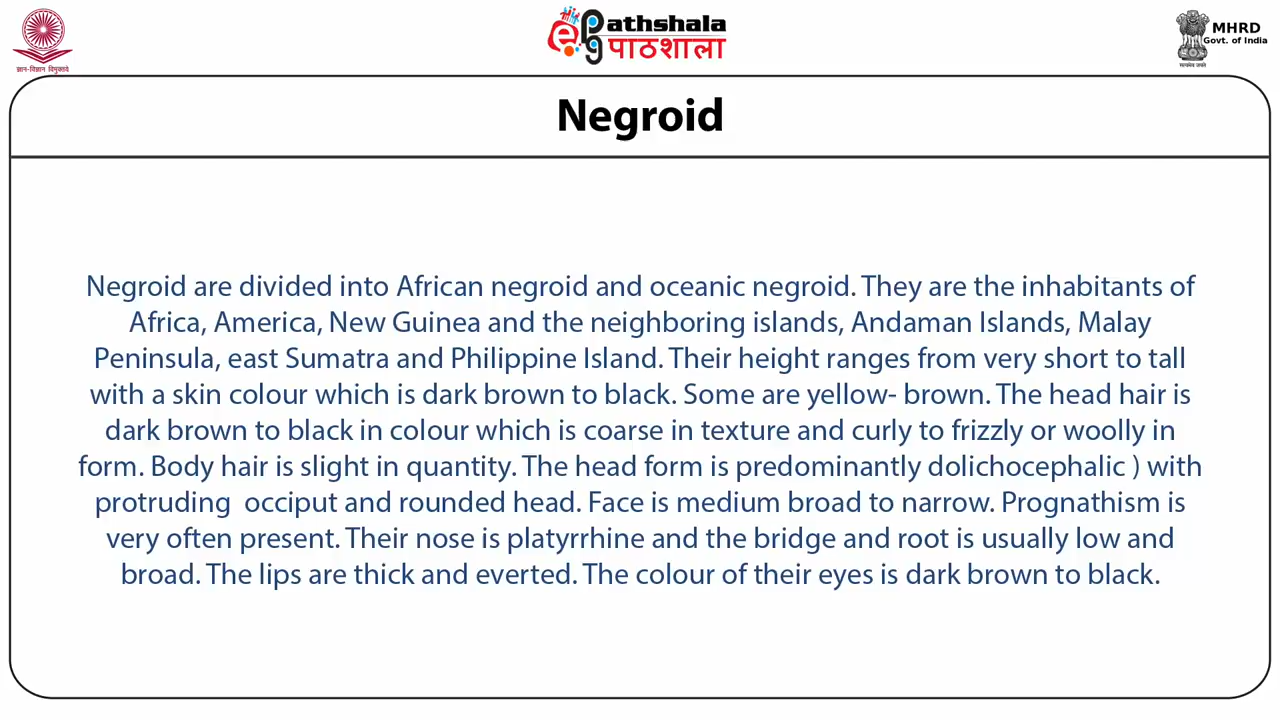 ज्ञान-विज्ञान विमुक्तये
ePG Pathshala
पाठशाला
MHRD
Govt. of India
सत्यमेव जयते
Negroid
Negroid are divided into African negroid and oceanic negroid. They are the inhabitants of
Africa, America, New Guinea and the neighboring islands, Andaman Islands, Malay
Peninsula, east Sumatra and Philippine Island. Their height ranges from very short to tall
with a skin colour which is dark brown to black. Some are yellow- brown. The head hair is
dark brown to black in colour which is coarse in texture and curly to frizzly or woolly in
form. Body hair is slight in quantity. The head form is predominantly dolichocephalic ) with
protruding  occiput and rounded head. Face is medium broad to narrow. Prognathism is
very often present. Their nose is platyrrhine and the bridge and root is usually low and
broad. The lips are thick and everted. The colour of their eyes is dark brown to black.